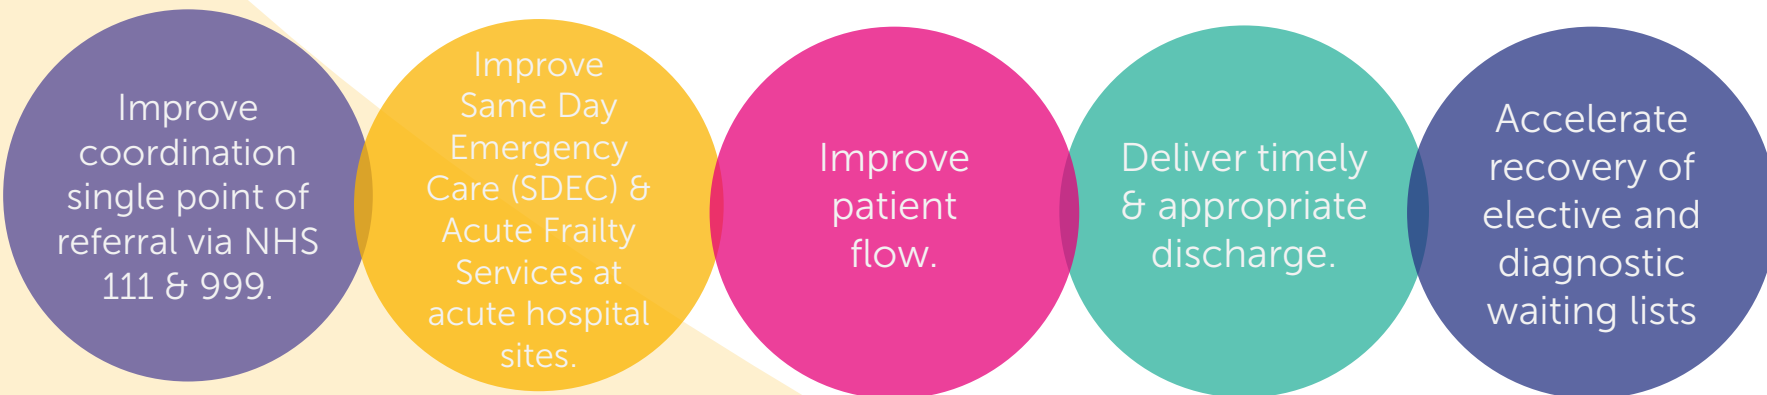 Improve
coordination
single point of
referral via NHS
111 & 999.
Improve
Same Day
Emergency
Care (SDEC) &
Acute Frailty
Services at
acute hospital
sites.
Improve
patient
flow.
Deliver timely
& appropriate
discharge.
Accelerate
recovery of
elective and
diagnostic
waiting lists